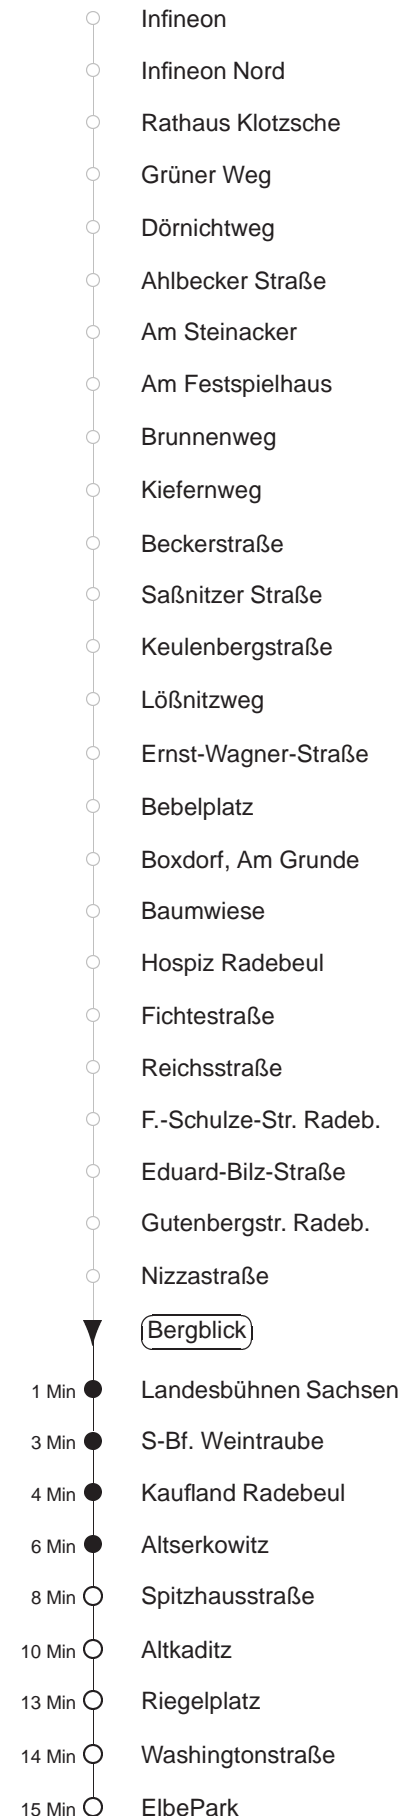 Infineon
Infineon Nord
Rathaus Klotzsche
Grüner Weg
Dörnichtweg
Ahlbecker Straße
Am Steinacker
Am Festspielhaus
Brunnenweg
Kiefernweg
Beckerstraße
Saßnitzer Straße
Keulenbergstraße
Lößnitzweg
Ernst-Wagner-Straße
Bebelplatz
Boxdorf, Am Grunde
Baumwiese
Hospiz Radebeul
Fichtestraße
Reichsstraße
F.-Schulze-Str. Radeb.
Eduard-Bilz-Straße
Gutenbergstr. Radeb.
Nizzastraße
Bergblick
1 Min Landesbühnen Sachsen
3 Min S-Bf. Weintraube
4 Min Kaufland Radebeul
6 Min Altserkowitz
8 Min Spitzhausstraße
10 Min Altkaditz
13 Min Riegelplatz
14 Min Washingtonstraße
15 Min ElbePark